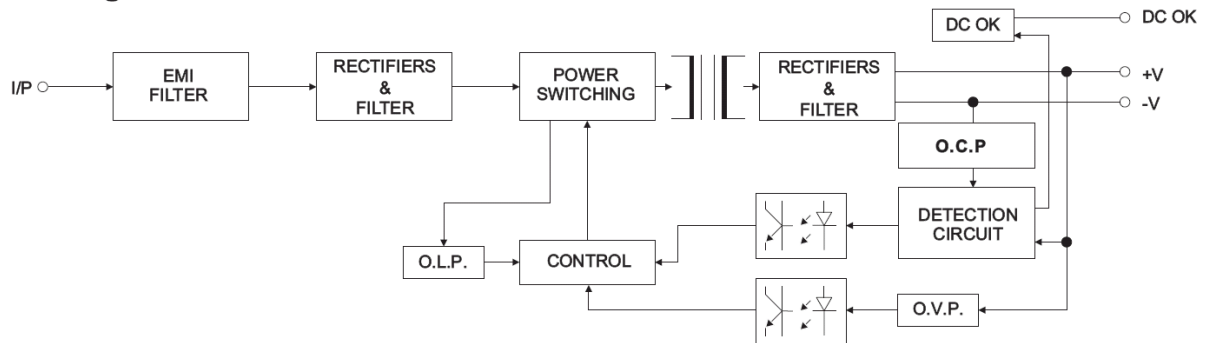 DC OK
DC OK
I/P
EMI
FILTER
RECTIFIERS
&
FILTER
POWER
SWITCHING
RECTIFIERS
&
FILTER
+V
-V
O.C.P
DETECTION
CIRCUIT
O.L.P.
CONTROL
O.V.P.